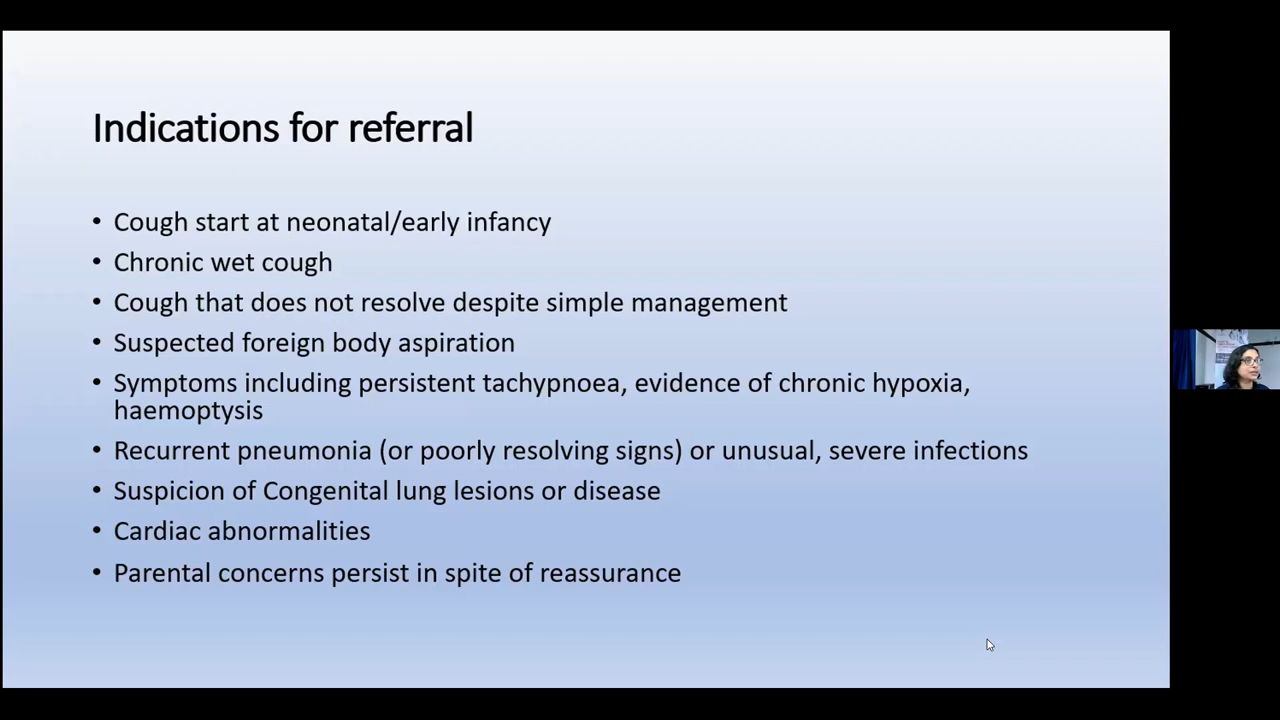 Indications for referral
• Cough start at neonatal/early infancy
• Chronic wet cough
• Cough that does not resolve despite simple management
• Suspected foreign body aspiration
• Symptoms including persistent tachypnoea, evidence of chronic hypoxia,
haemoptysis
• Recurrent pneumonia (or poorly resolving signs) or unusual, severe infections
• Suspicion of Congenital lung lesions or disease
• Cardiac abnormalities
• Parental concerns persist in spite of reassurance